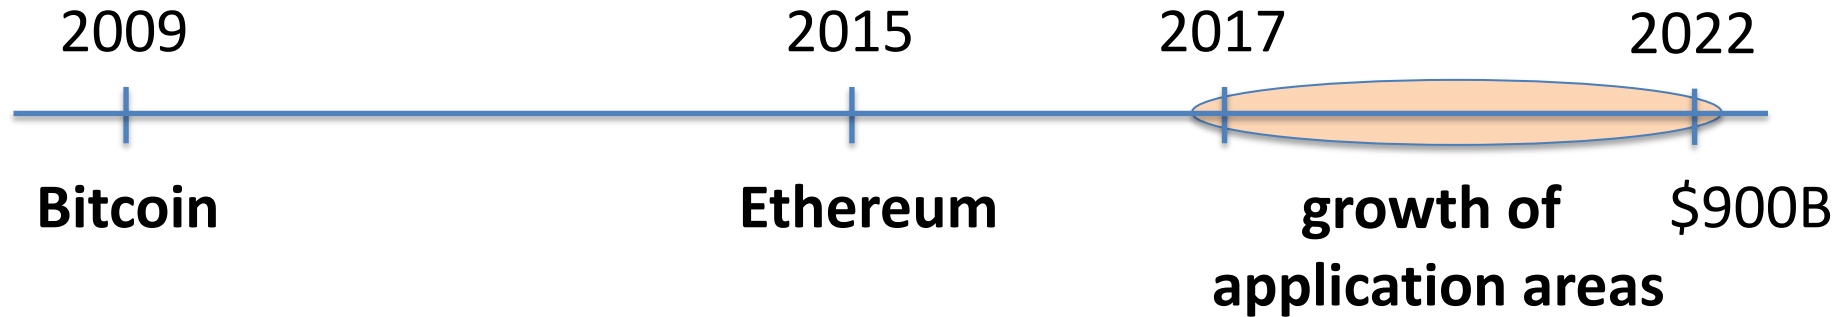 2009 2015 2017 2022
Bitcoin Ethereum growth of $900B
application areas